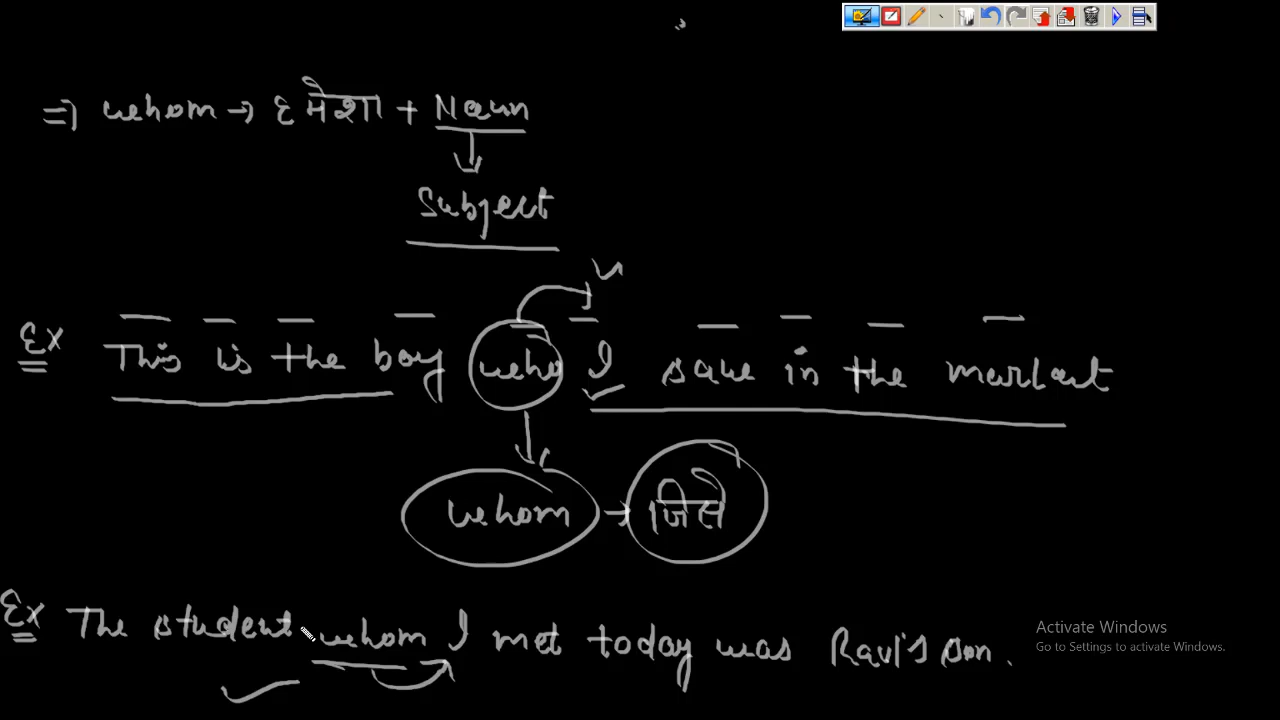 => whom → हमेशा + Noun
Subject
Ex This is the boy who I saw in the market
whom → जिसे
Ex The student whom I met today was Ravi's son.
Activate Windows
Go to Settings to activate Windows.